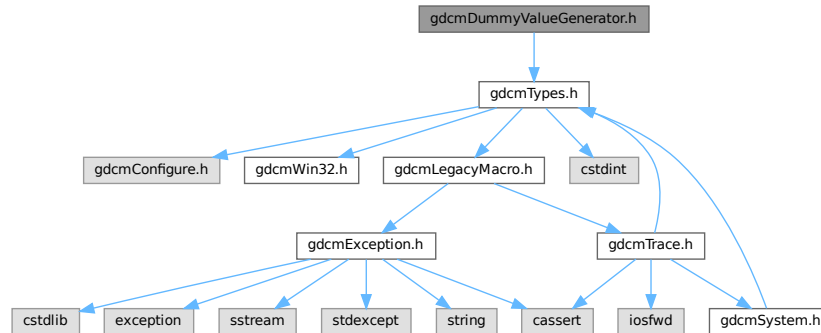 gdcmDummyValueGenerator.h
gdcmTypes.h
gdcmConfigure.h
gdcmWin32.h
gdcmLegacyMacro.h
cstdint
gdcmException.h
gdcmTrace.h
cstdlib
exception
sstream
stdexcept
string
cassert
iosfwd
gdcmSystem.h